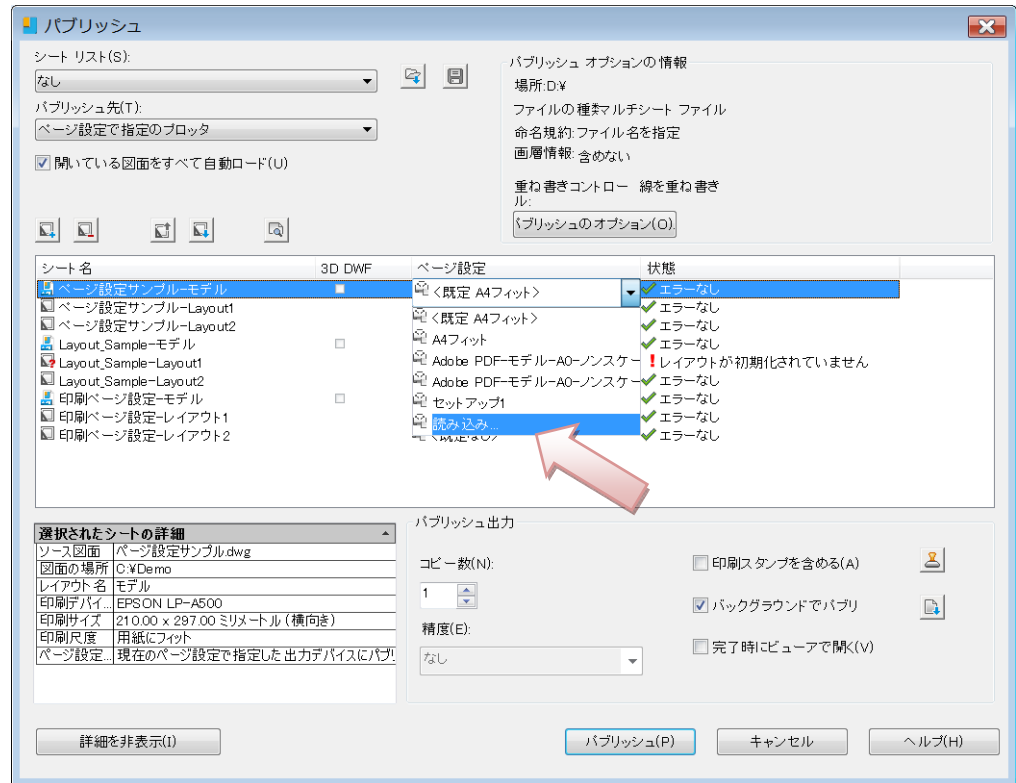 パブリッシュ
シート リスト(S):
なし
パブリッシュ先(T):
ページ設定で指定のプロッタ
開いている図面をすべて自動ロード(U)
パブリッシュ オプションの情報
場所:D:¥
ファイルの種類マルチシート ファイル
命名規約:ファイル名を指定
画層情報: 含めない
重ね書きコントロー 線を重ね書き
ル:
パブリッシュのオプション(O)
シート名 3D DWF ページ設定 状態
ページ設定サンプル-モデル <既定 A4フィット> エラーなし
ページ設定サンプル-Layout1 <既定 A4フィット> エラーなし
ページ設定サンプル-Layout2 A4フィット エラーなし
Layout_Sample-モデル Adobe PDF-モデル-A0-ノンスケー エラーなし
Layout_Sample-Layout1 レイアウトが初期化されていません
Layout_Sample-Layout2 Adobe PDF-モデル-A0-ノンスケー エラーなし
印刷ページ設定-モデル セットアップ1 エラーなし
印刷ページ設定-レイアウト1 読み込み... エラーなし
印刷ページ設定-レイアウト2 <既定なし> エラーなし
選択されたシートの詳細
ソース図面 ページ設定サンプル.dwg
図面の場所 C:¥Demo
レイアウト名 モデル
印刷デバイ... EPSON LP-A500
印刷サイズ 210.00 x 297.00 ミリメートル (横向き)
印刷尺度 用紙にフィット
ページ設定... 現在のページ設定で指定した出力デバイスにパブリ
パブリッシュ出力
コピー数(N):
1
精度(E):
なし
印刷スタンプを含める(A)
バックグラウンドでパブリ
完了時にビューアで開く(V)
詳細を非表示(I)
パブリッシュ(P)
キャンセル
ヘルプ(H)